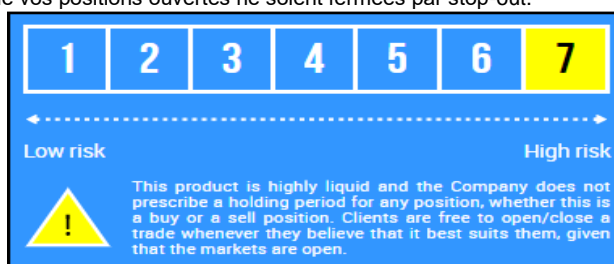 vos positions ouvertes ne soient fermées par stop-out.
1 2 3 4 5 6 7
Low risk High risk
! This product is highly liquid and the Company does not
prescribe a holding period for any position, whether this is
a buy or a sell position. Clients are free to open/close a
trade whenever they believe that it best suits them, given
that the markets are open.